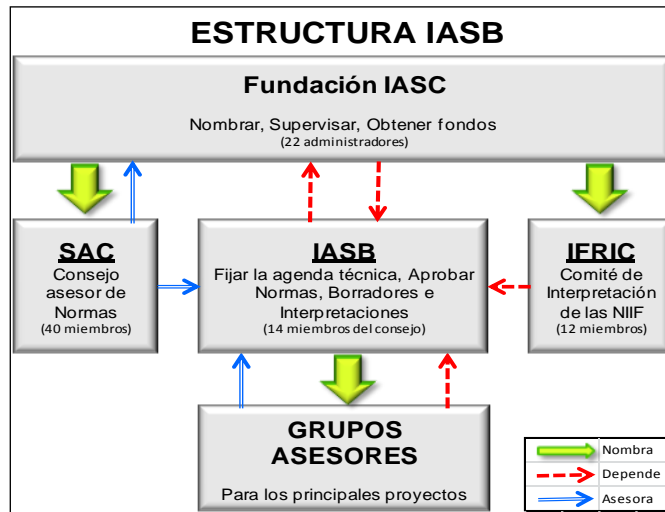 ESTRUCTURA IASB
Fundación IASC
Nombrar, Supervisar, Obtener fondos
(22 administradores)
SAC
Consejo
asesor de
Normas
(40 miembros)
IASB
Fijar la agenda técnica, Aprobar
Normas, Borradores e
Interpretaciones
(14 miembros del consejo)
IFRIC
Comité de
Interpretación
de las NIIF
(12 miembros)
GRUPOS
ASESORES
Para los principales proyectos
Nombra
Depende
Asesora